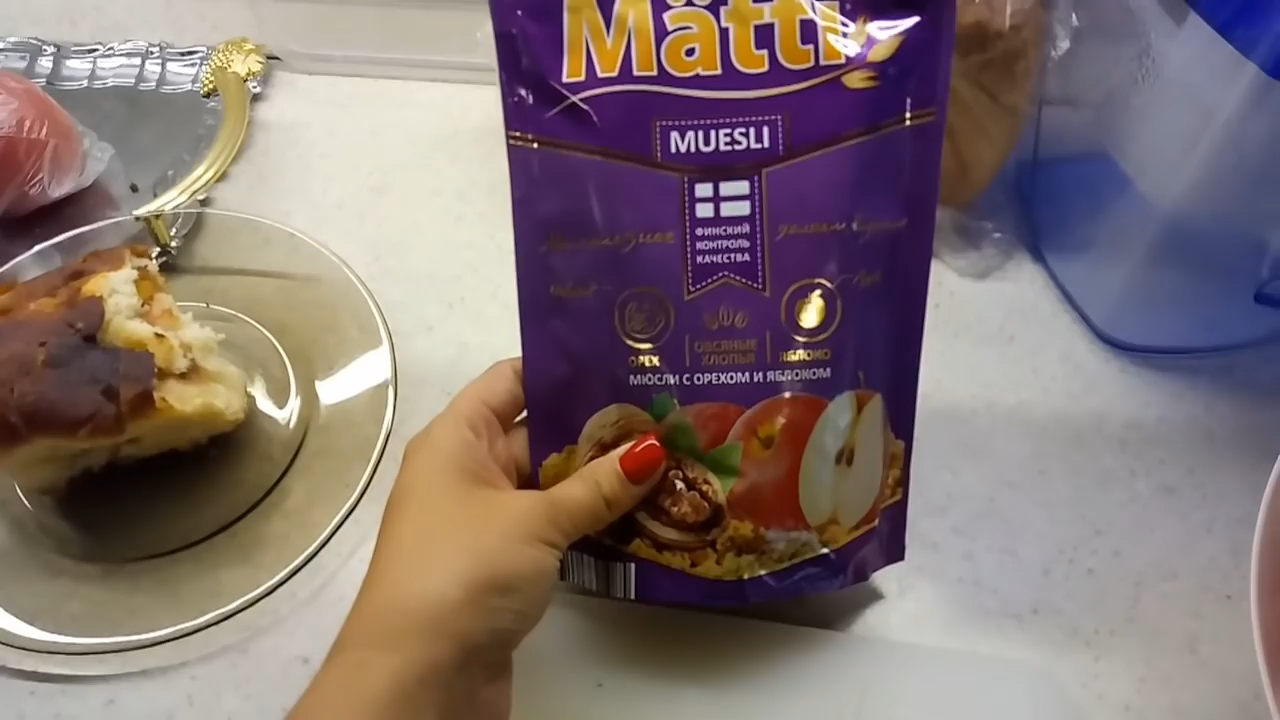 Mätti
MUESLI
ФИНСКИЙ
КОНТРОЛЬ
КАЧЕСТВА
ОРЕХ
ОВСЯНЫЕ
ХЛОПЬЯ
ЯБЛОКО
МЮСЛИ С ОРЕХОМ И ЯБЛОКОМ